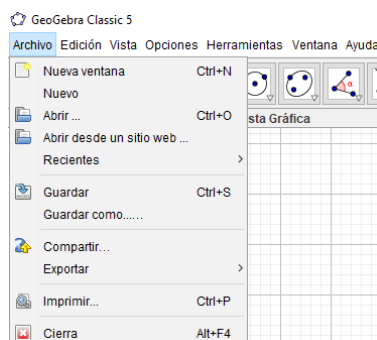 GeoGebra Classic 5
Archivo Edición Vista Opciones Herramientas Ventana Ayuda
Nueva ventana Ctrl+N
Nuevo
Abrir ... Ctrl+O
sta Gráfica
Abrir desde un sitio web ...
Recientes
Guardar Ctrl+S
Guardar como......
Compartir...
Exportar
Imprimir... Ctrl+P
Cierra Alt+F4